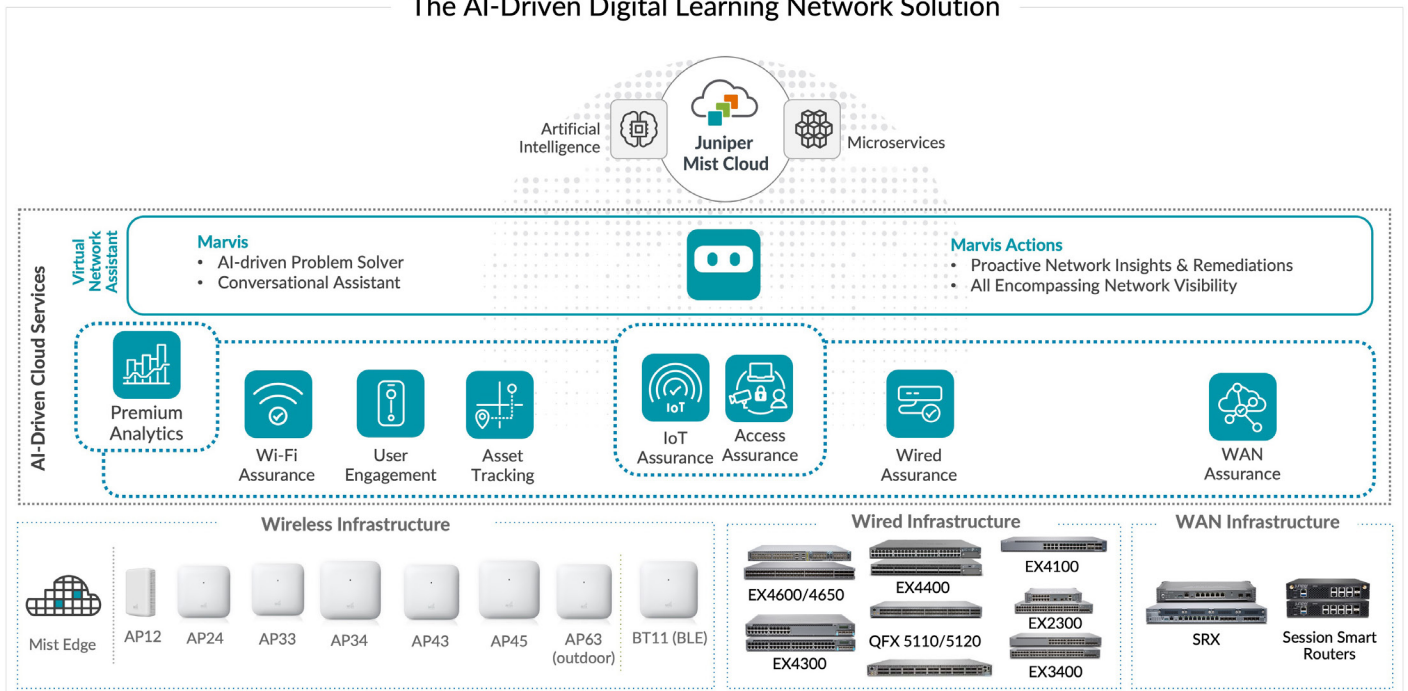 The AI-Driven Digital Learning Network Solution
Artificial
Intelligence
Juniper
Mist Cloud
Microservices
AI-Driven Cloud Services
Virtual
Network
Assistant
Marvis
• AI-driven Problem Solver
• Conversational Assistant
Marvis Actions
• Proactive Network Insights & Remediations
• All Encompassing Network Visibility
Premium
Analytics
Wi-Fi
Assurance
User
Engagement
Asset
Tracking
IoT
IoT
Assurance
Access
Assurance
Wired
Assurance
WAN
Assurance
Wireless Infrastructure
Mist Edge
AP12
AP24
AP33
AP34
AP43
AP45
AP63
(outdoor)
BT11 (BLE)
Wired Infrastructure
EX4600/4650
EX4400
EX4100
EX4300
QFX 5110/5120
EX2300
EX3400
WAN Infrastructure
SRX
Session Smart
Routers